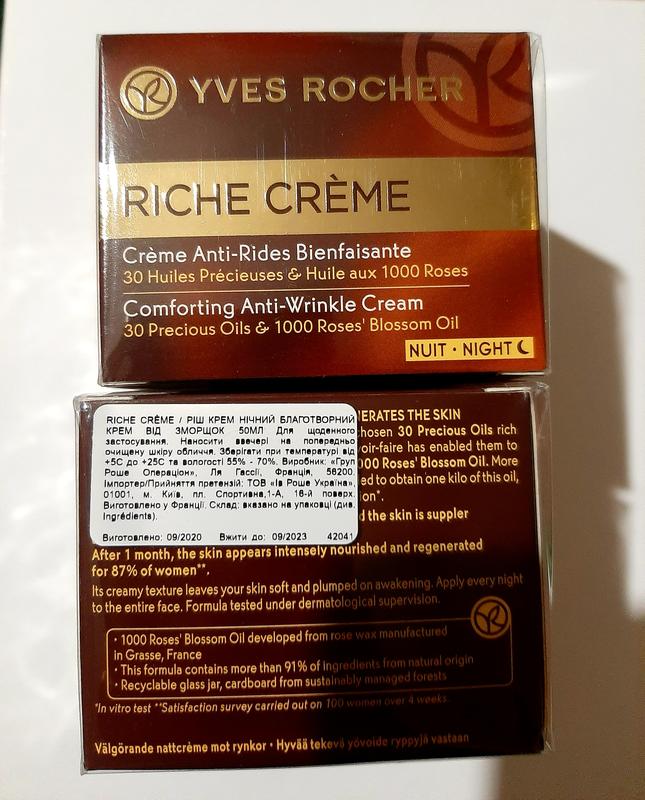 YVES ROCHER
RICHE CRÈME
Crème Anti-Rides Bienfaisante
30 Huiles Précieuses & Huile aux 1000 Roses
Comforting Anti-Wrinkle Cream
30 Precious Oils & 1000 Roses' Blossom Oil
NUIT • NIGHT
RICHE CRÈME / РІШ КРЕМ НІЧНИЙ БЛАГОТВОРНИЙ
КРЕМ ВІД ЗМОРЩОК 50МЛ Для щоденного
застосування. Наносити ввечері на попередньо
очищену шкіру обличчя. Зберігати при температурі від
+5С до +25С та вологості 55% - 70%. Виробник: «Груп
Роше Операціон», Ля Гассії, Франція, 56200.
Імпортер/Прийняття претензій: ТОВ «Ів Роше Україна»,
01001, м. Київ, пл. Спортивна,1-А, 16-й поверх.
Виготовлено у Франції. Склад: вказано на упаковці (див.
Ingrédients).
Виготовлено: 09/2020 Вжити до: 09/2023 42041
NERATES THE SKIN
hosen 30 Precious Oils rich
oir-faire has enabled them to
000 Roses' Blossom Oil. More
ed to obtain one kilo of this oil,
ion*.
d the skin is suppler
After 1 month, the skin appears intensely nourished and regenerated
for 87% of women**.
Its creamy texture leaves your skin soft and plumped on awakening. Apply every night
to the entire face. Formula tested under dermatological supervision.
• 1000 Roses' Blossom Oil developed from rose wax manufactured
in Grasse, France
• This formula contains more than 91% of ingredients from natural origin
• Recyclable glass jar, cardboard from sustainably managed forests
*In vitro test **Satisfaction survey carried out on 100 women over 4 weeks.
Välgörande nattcrème mot rynkor • Hyvää tekevä yövoide ryppyjä vastaan